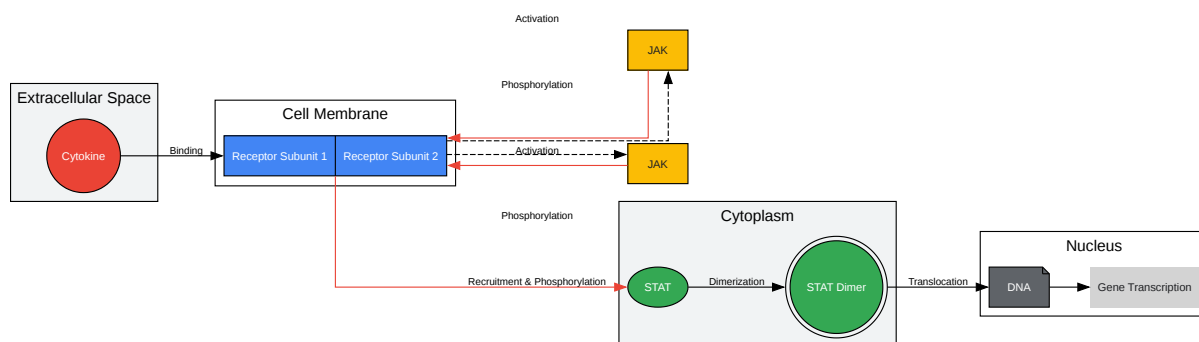 Activation
JAK
Phosphorylation
Extracellular Space
Cell Membrane
Cytokine
Binding
Receptor Subunit 1
Receptor Subunit 2
Activation
JAK
Phosphorylation
Cytoplasm
Nucleus
Recruitment & Phosphorylation
STAT
Dimerization
STAT Dimer
Translocation
DNA
Gene Transcription